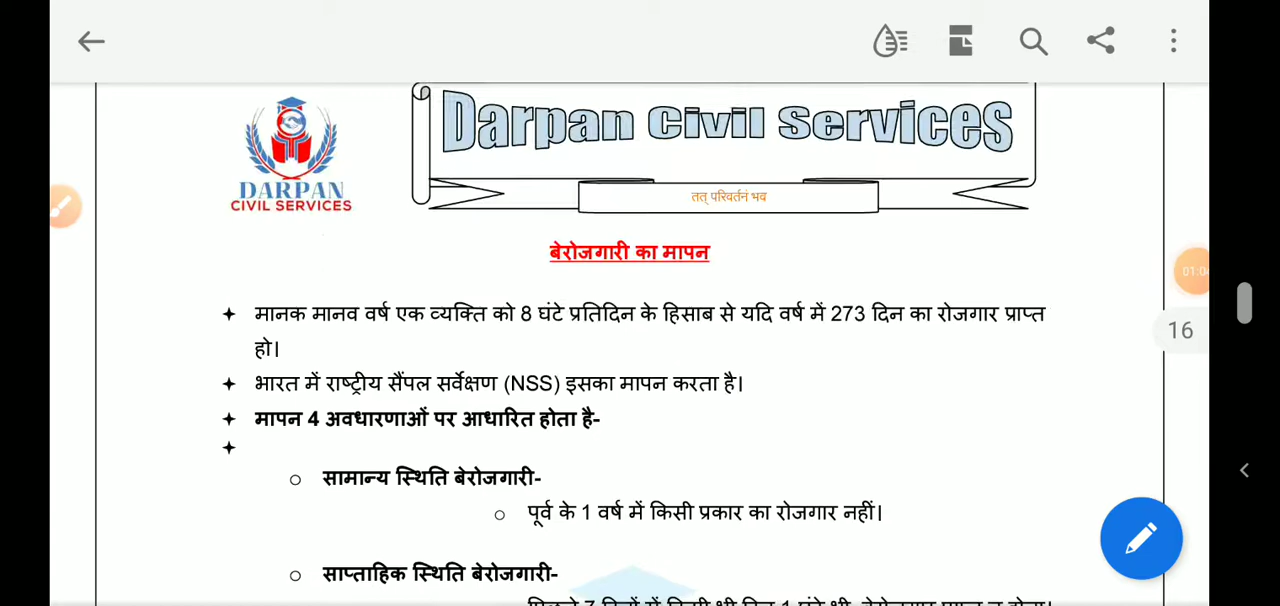 Darpan Civil Services
DARPAN
CIVIL SERVICES
तत् परिवर्तनं भव
बेरोजगारी का मापन
01:04
मानक मानव वर्ष एक व्यक्ति को 8 घंटे प्रतिदिन के हिसाब से यदि वर्ष में 273 दिन का रोजगार प्राप्त
हो।
16
भारत में राष्ट्रीय सैंपल सर्वेक्षण (NSS) इसका मापन करता है।
मापन 4 अवधारणाओं पर आधारित होता है-
सामान्य स्थिति बेरोजगारी-
पूर्व के 1 वर्ष में किसी प्रकार का रोजगार नहीं।
साप्ताहिक स्थिति बेरोजगारी-